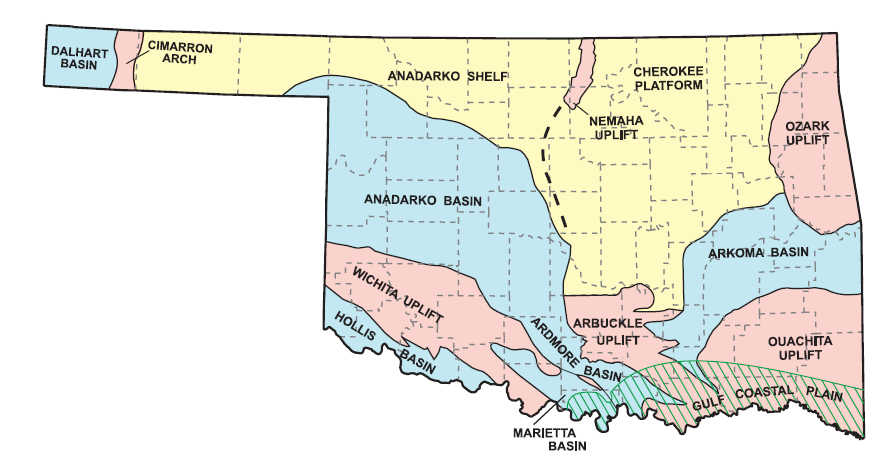 DALHART
BASIN
CIMARRON
ARCH
ANADARKO SHELF
CHEROKEE
PLATFORM
NEMAHA
UPLIFT
OZARK
UPLIFT
ANADARKO BASIN
ARKOMA BASIN
WICHITA UPLIFT
HOLLIS BASIN
ARDMORE BASIN
ARBUCKLE
UPLIFT
OUACHITA
UPLIFT
GULF COASTAL PLAIN
MARIETTA
BASIN